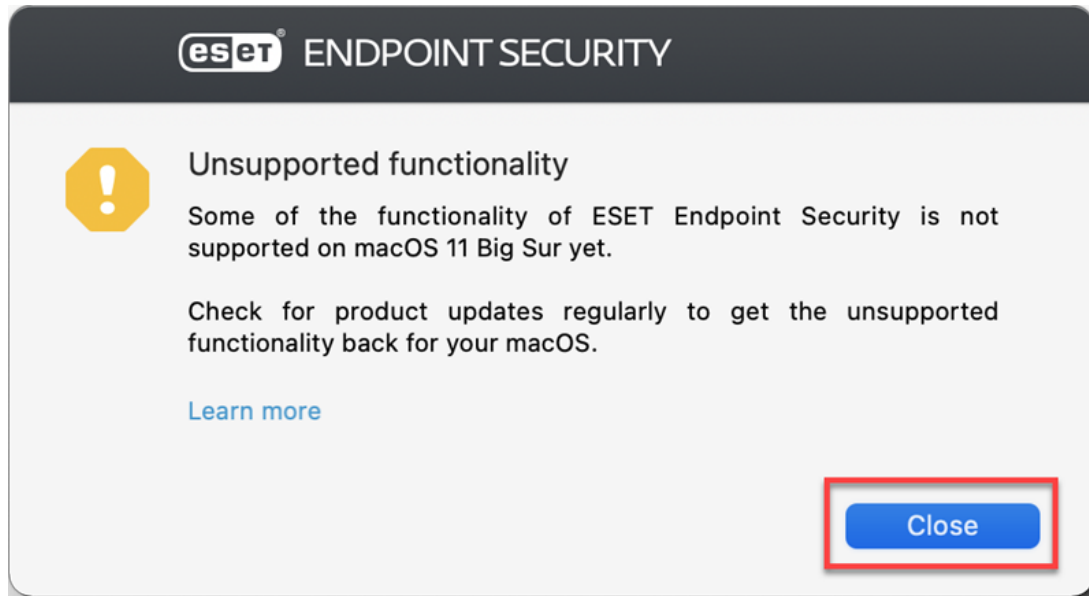 eset® ENDPOINT SECURITY
Unsupported functionality
Some of the functionality of ESET Endpoint Security is not
supported on macOS 11 Big Sur yet.
Check for product updates regularly to get the unsupported
functionality back for your macOS.
Learn more
Close